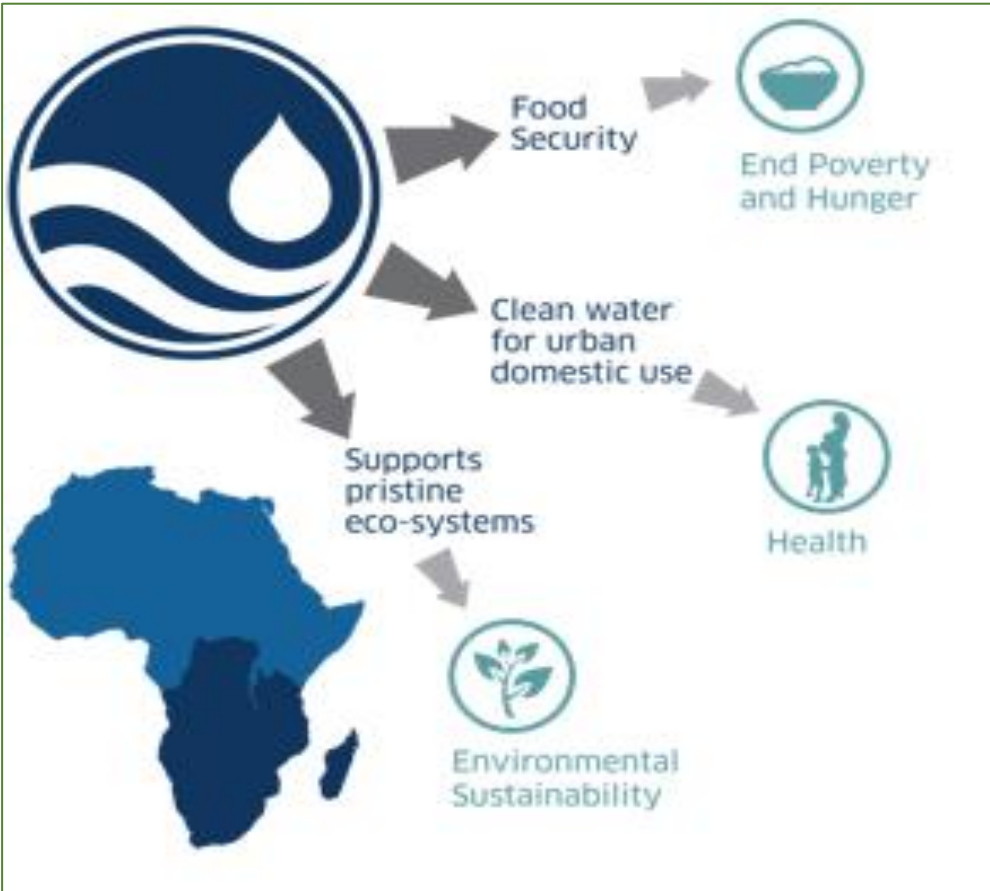 Food
Security
End Poverty
and Hunger
Clean water
for urban
domestic use
Health
Supports
pristine
eco-systems
Environmental
Sustainability